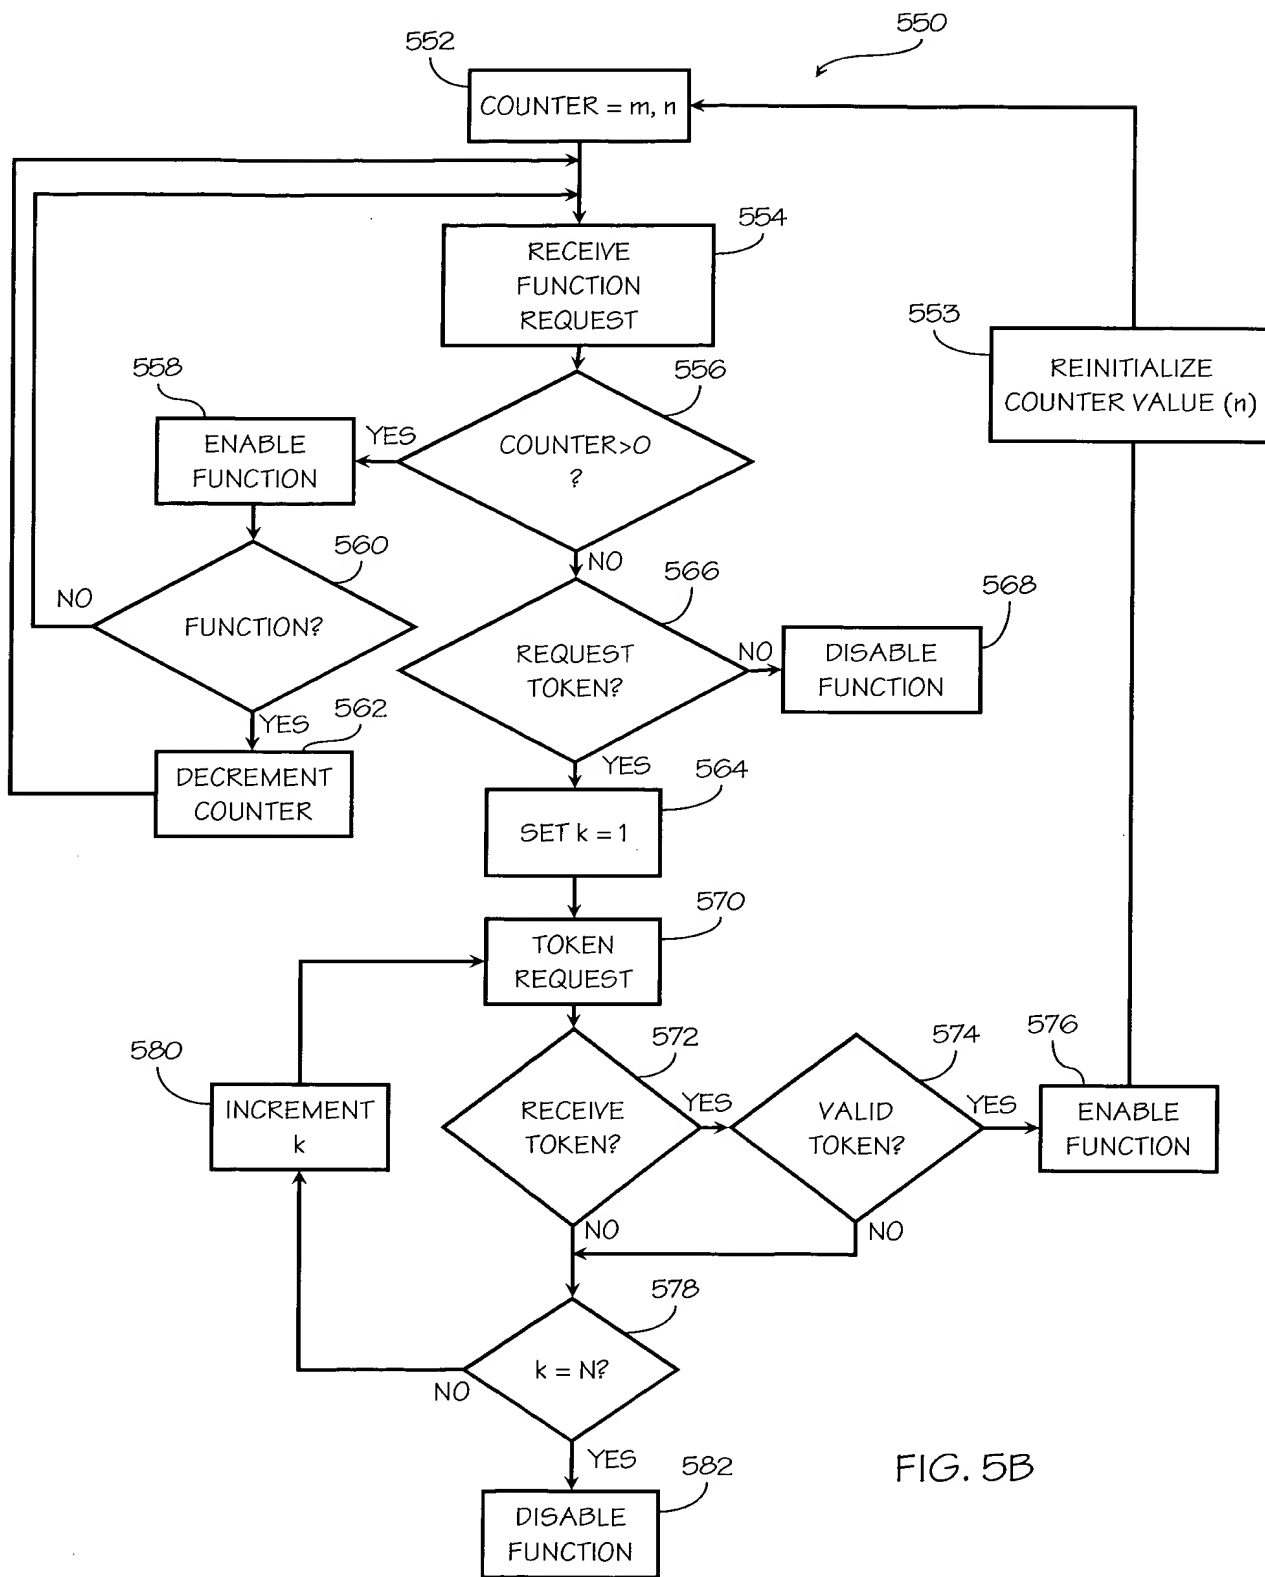 550
552
COUNTER = m, n
554
RECEIVE
FUNCTION
REQUEST
553
REINITIALIZE
COUNTER VALUE (n)
556
COUNTER>0
?
YES
NO
558
ENABLE
FUNCTION
560
FUNCTION?
NO
YES
562
DECREMENT
COUNTER
566
REQUEST
TOKEN?
NO
YES
568
DISABLE
FUNCTION
564
SET k = 1
570
TOKEN
REQUEST
572
RECEIVE
TOKEN?
YES
NO
574
VALID
TOKEN?
YES
NO
576
ENABLE
FUNCTION
580
INCREMENT
k
578
k = N?
NO
YES
582
DISABLE
FUNCTION
FIG. 5B